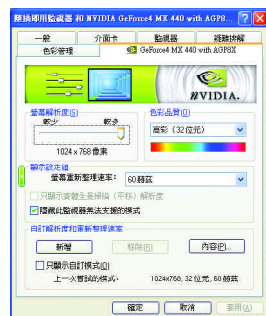 隨插即用監視器 和 NVIDIA GeForce4 MX 440 with AGP8...
一般
介面卡
監視器
疑難排解
色彩管理
GeForce4 MX 440 with AGP8X
NVIDIA.
螢幕解析度(S)
較少
較多
1024 x 768 像素
色彩品質(Q)
高彩 (32 位元)
顯示設定值
螢幕重新整理速率:
60 赫茲
只顯示實體全景掃描 (平移) 解析度
隱藏此監視器無法支援的模式
自訂解析度和重新整理速率
新增
移除(R)
內容(P)...
只顯示自訂模式(O)
上一次嘗試的模式:
1024x768, 32 位元, 60 赫茲
確定
取消
套用(A)